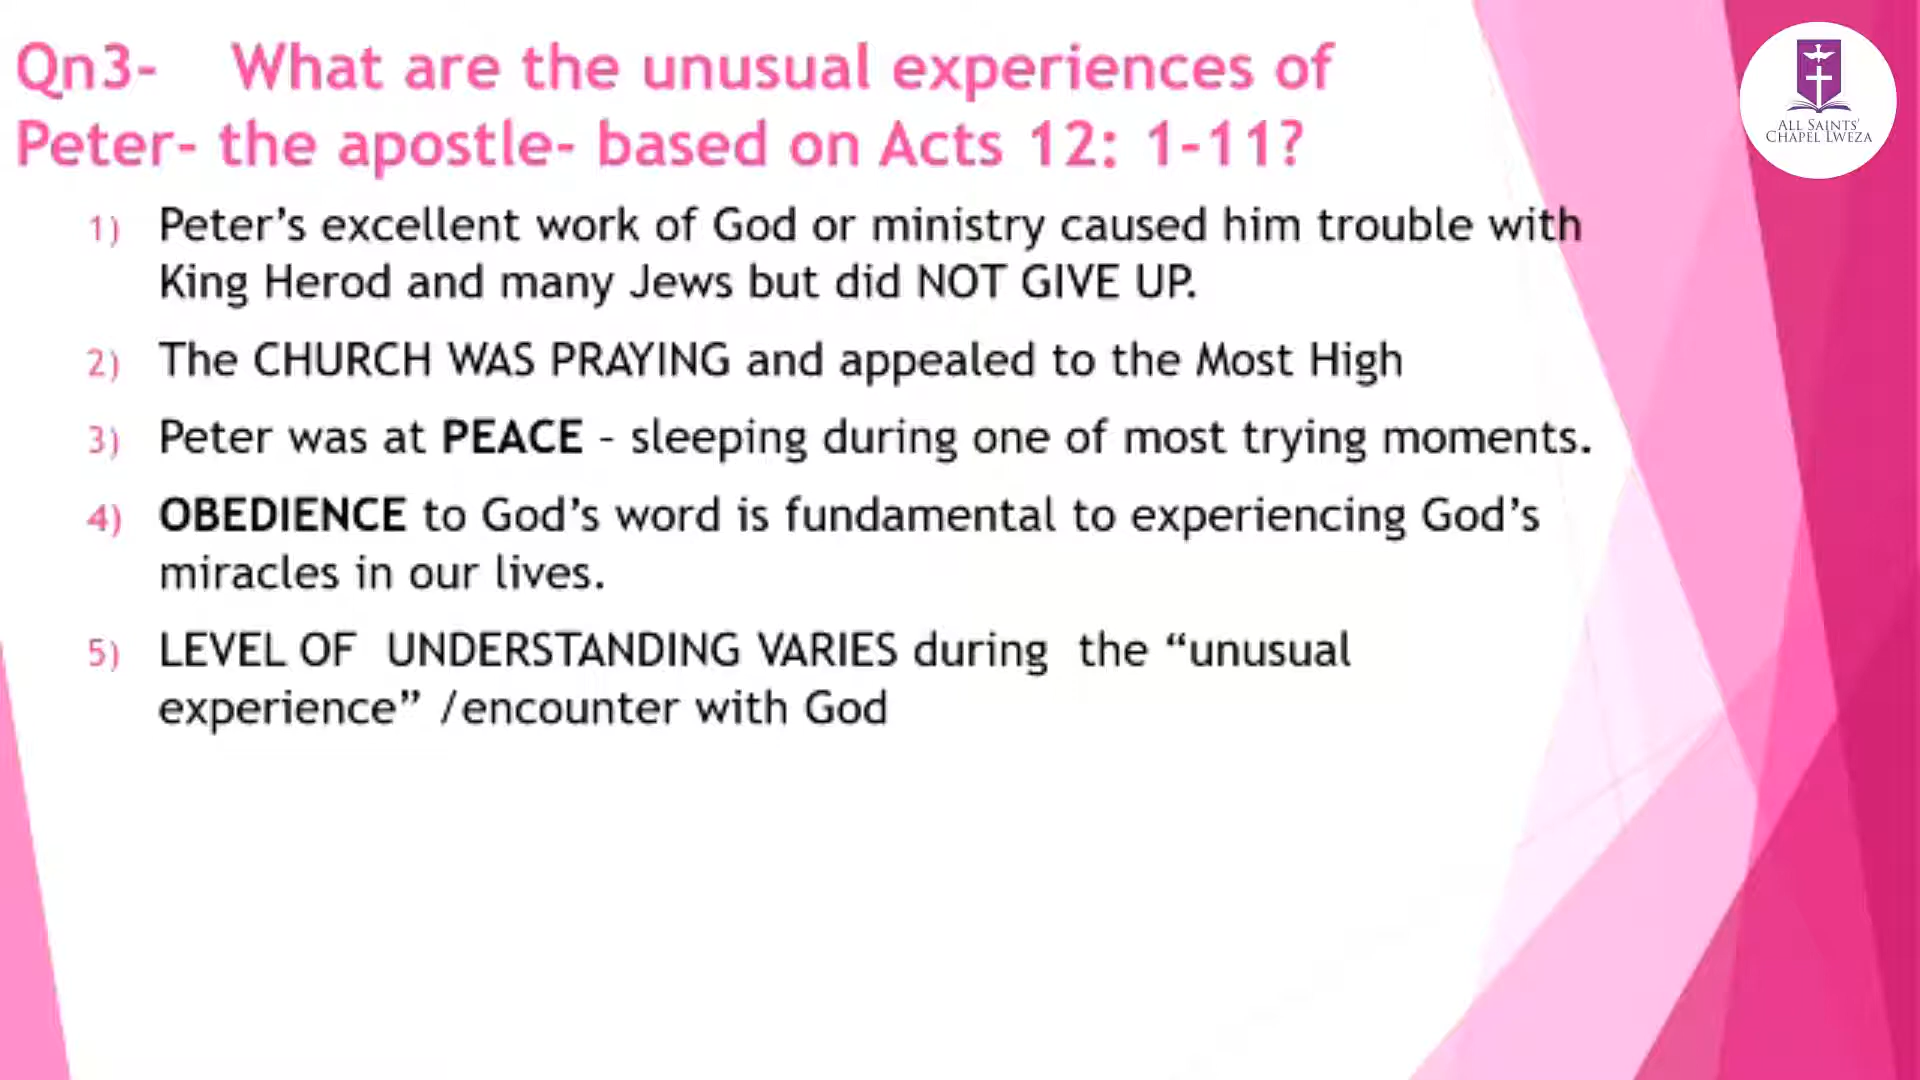 Qn3- What are the unusual experiences of
Peter- the apostle- based on Acts 12: 1-11?
ALL SAINTS'
CHAPEL LWEZA
1) Peter’s excellent work of God or ministry caused him trouble with
King Herod and many Jews but did NOT GIVE UP.
2) The CHURCH WAS PRAYING and appealed to the Most High
3) Peter was at PEACE – sleeping during one of most trying moments.
4) OBEDIENCE to God’s word is fundamental to experiencing God’s
miracles in our lives.
5) LEVEL OF UNDERSTANDING VARIES during the “unusual
experience” /encounter with God